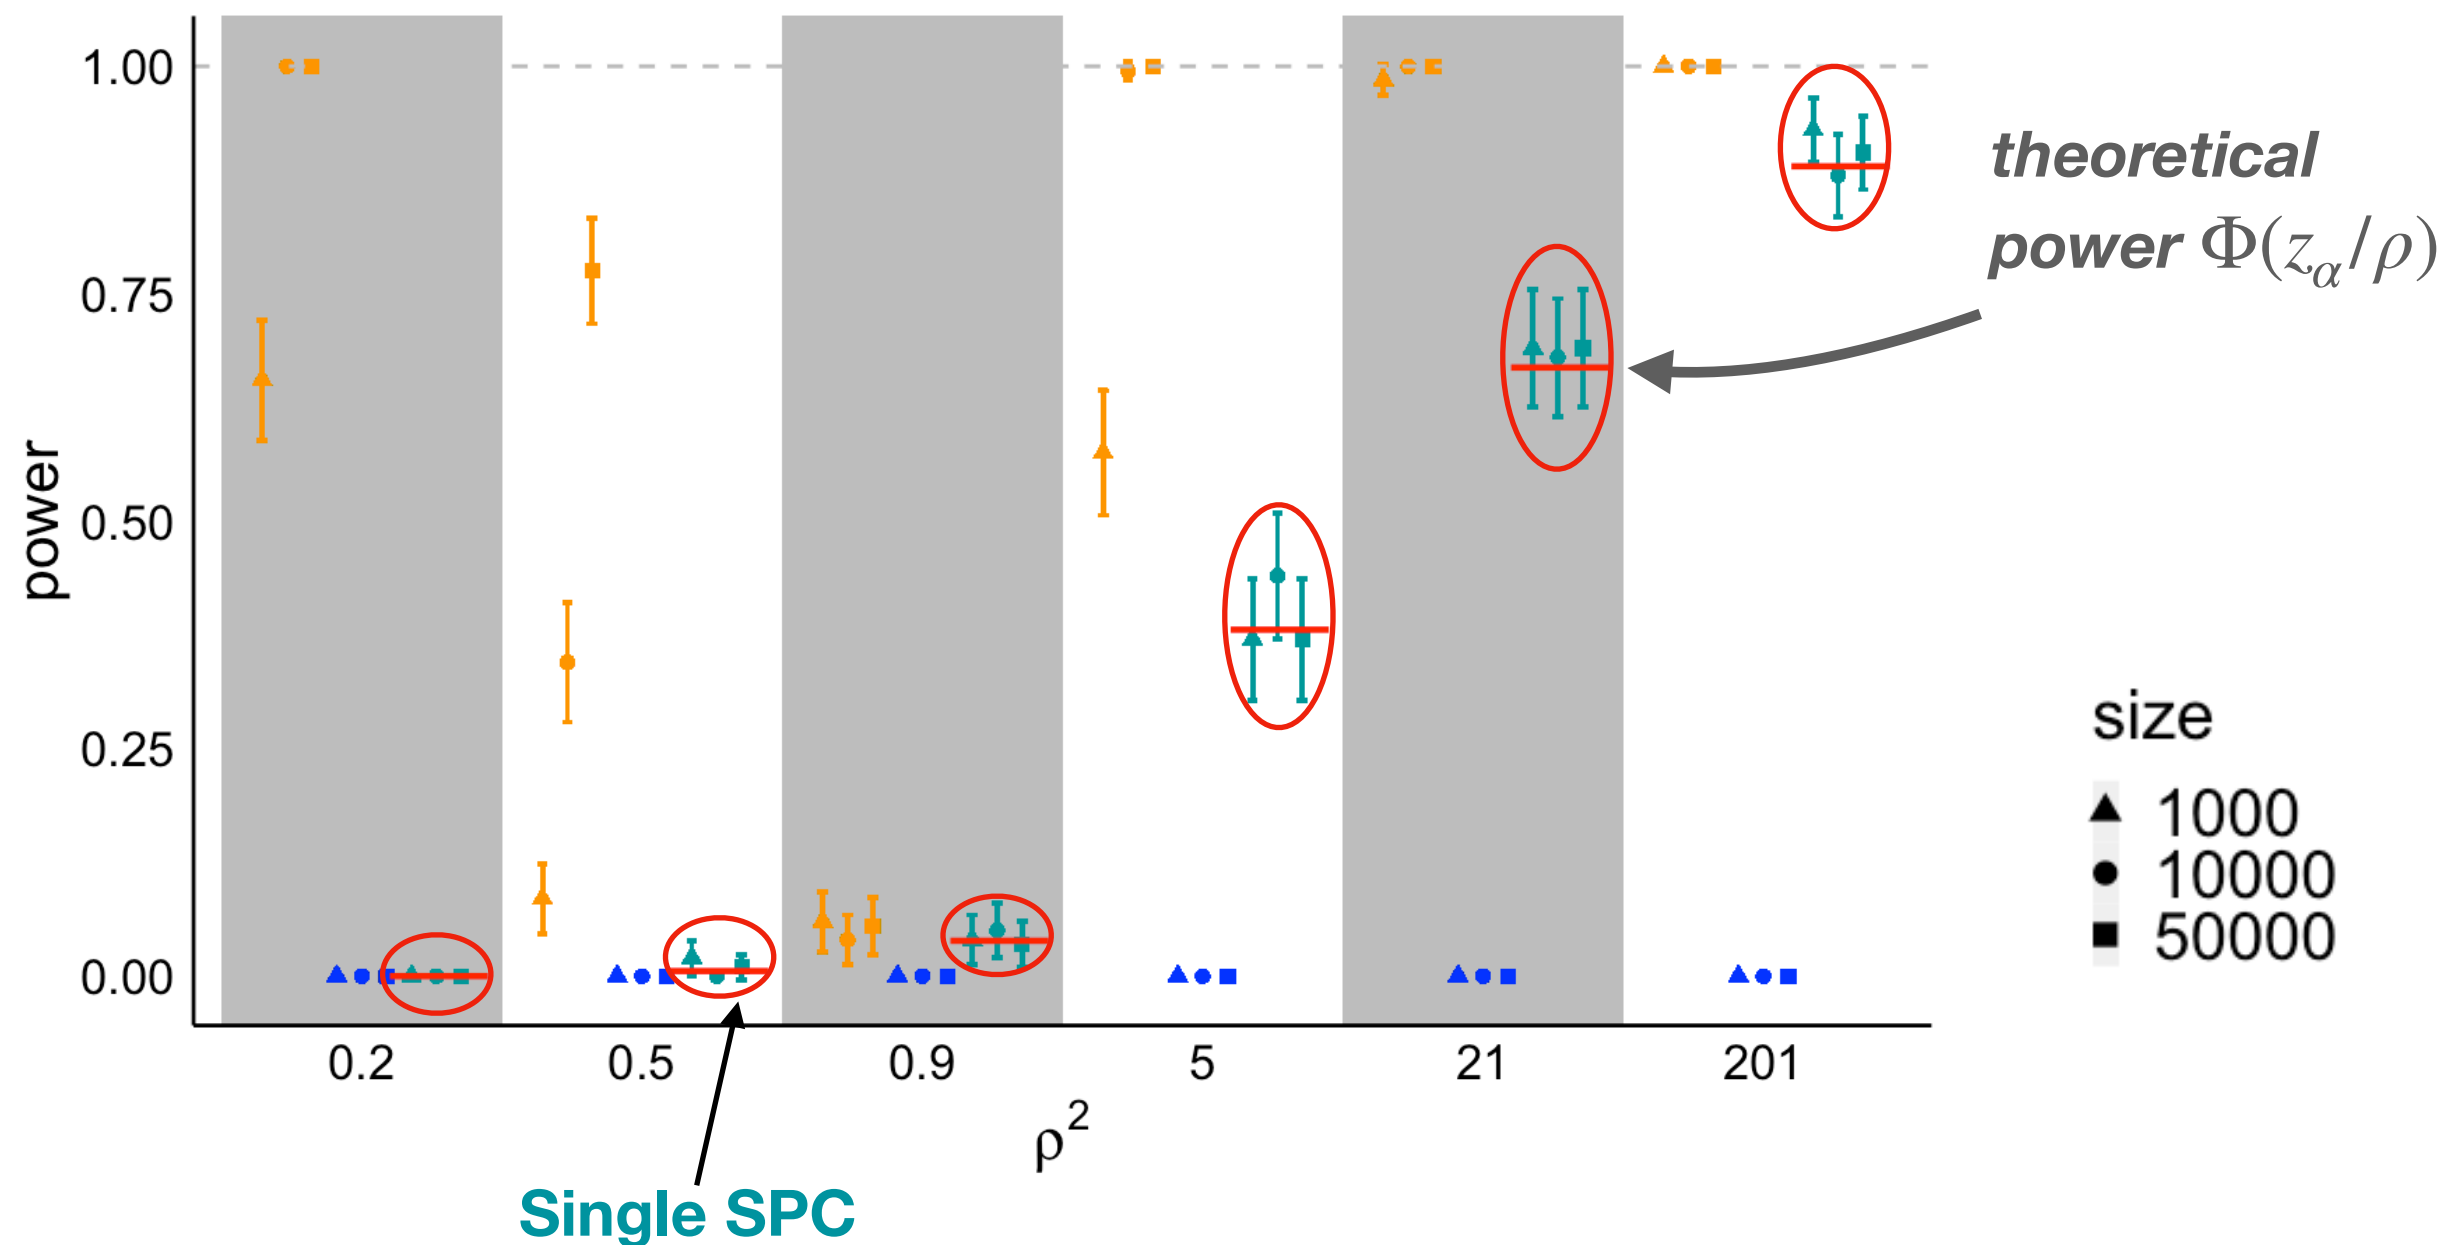 1.00
0.75
0.50
0.25
0.00
power
0.2 0.5 0.9 5 21 201
ρ²
theoretical
power Φ(z_α/ρ)
size
1000
10000
50000
Single SPC